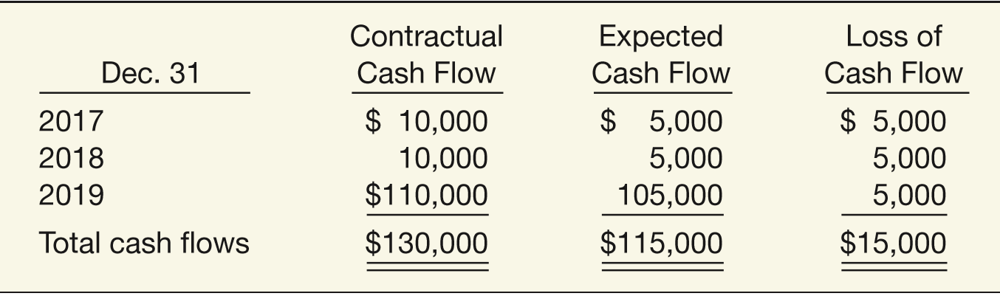 Contractual Expected Loss of
Dec. 31 Cash Flow Cash Flow Cash Flow
2017 $ 10,000 $ 5,000 $ 5,000
2018 10,000 5,000 5,000
2019 $110,000 105,000 5,000
Total cash flows $130,000 $115,000 $15,000